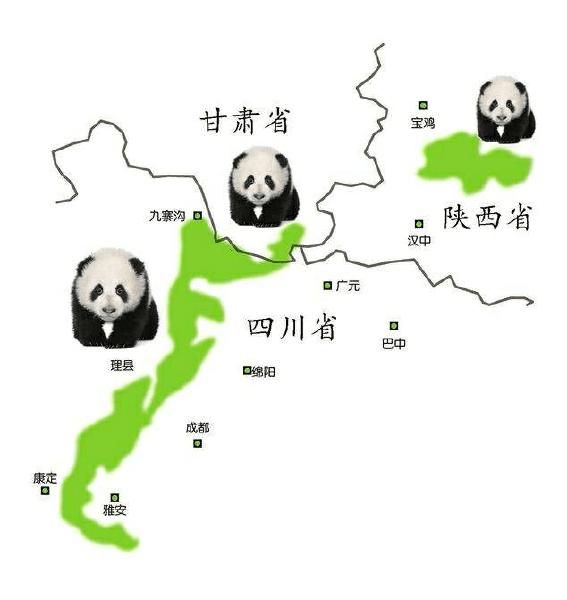 宝鸡
甘肃省
九寨沟
陕西省
汉中
广元
四川省
巴中
理县
绵阳
成都
康定
雅安